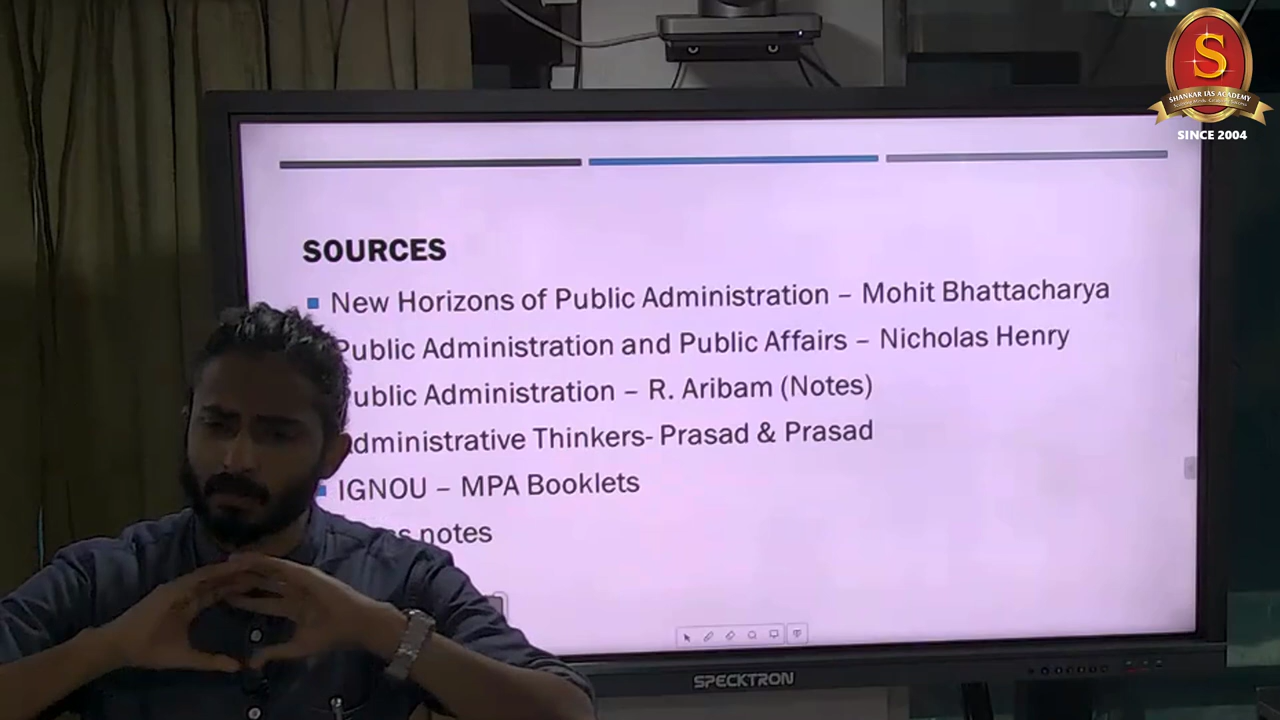 S
SHANKAR IAS ACADEMY
SINCE 2004
SOURCES
New Horizons of Public Administration – Mohit Bhattacharya
Public Administration and Public Affairs – Nicholas Henry
ublic Administration – R. Aribam (Notes)
dministrative Thinkers- Prasad & Prasad
IGNOU – MPA Booklets
notes
SPECKTRON